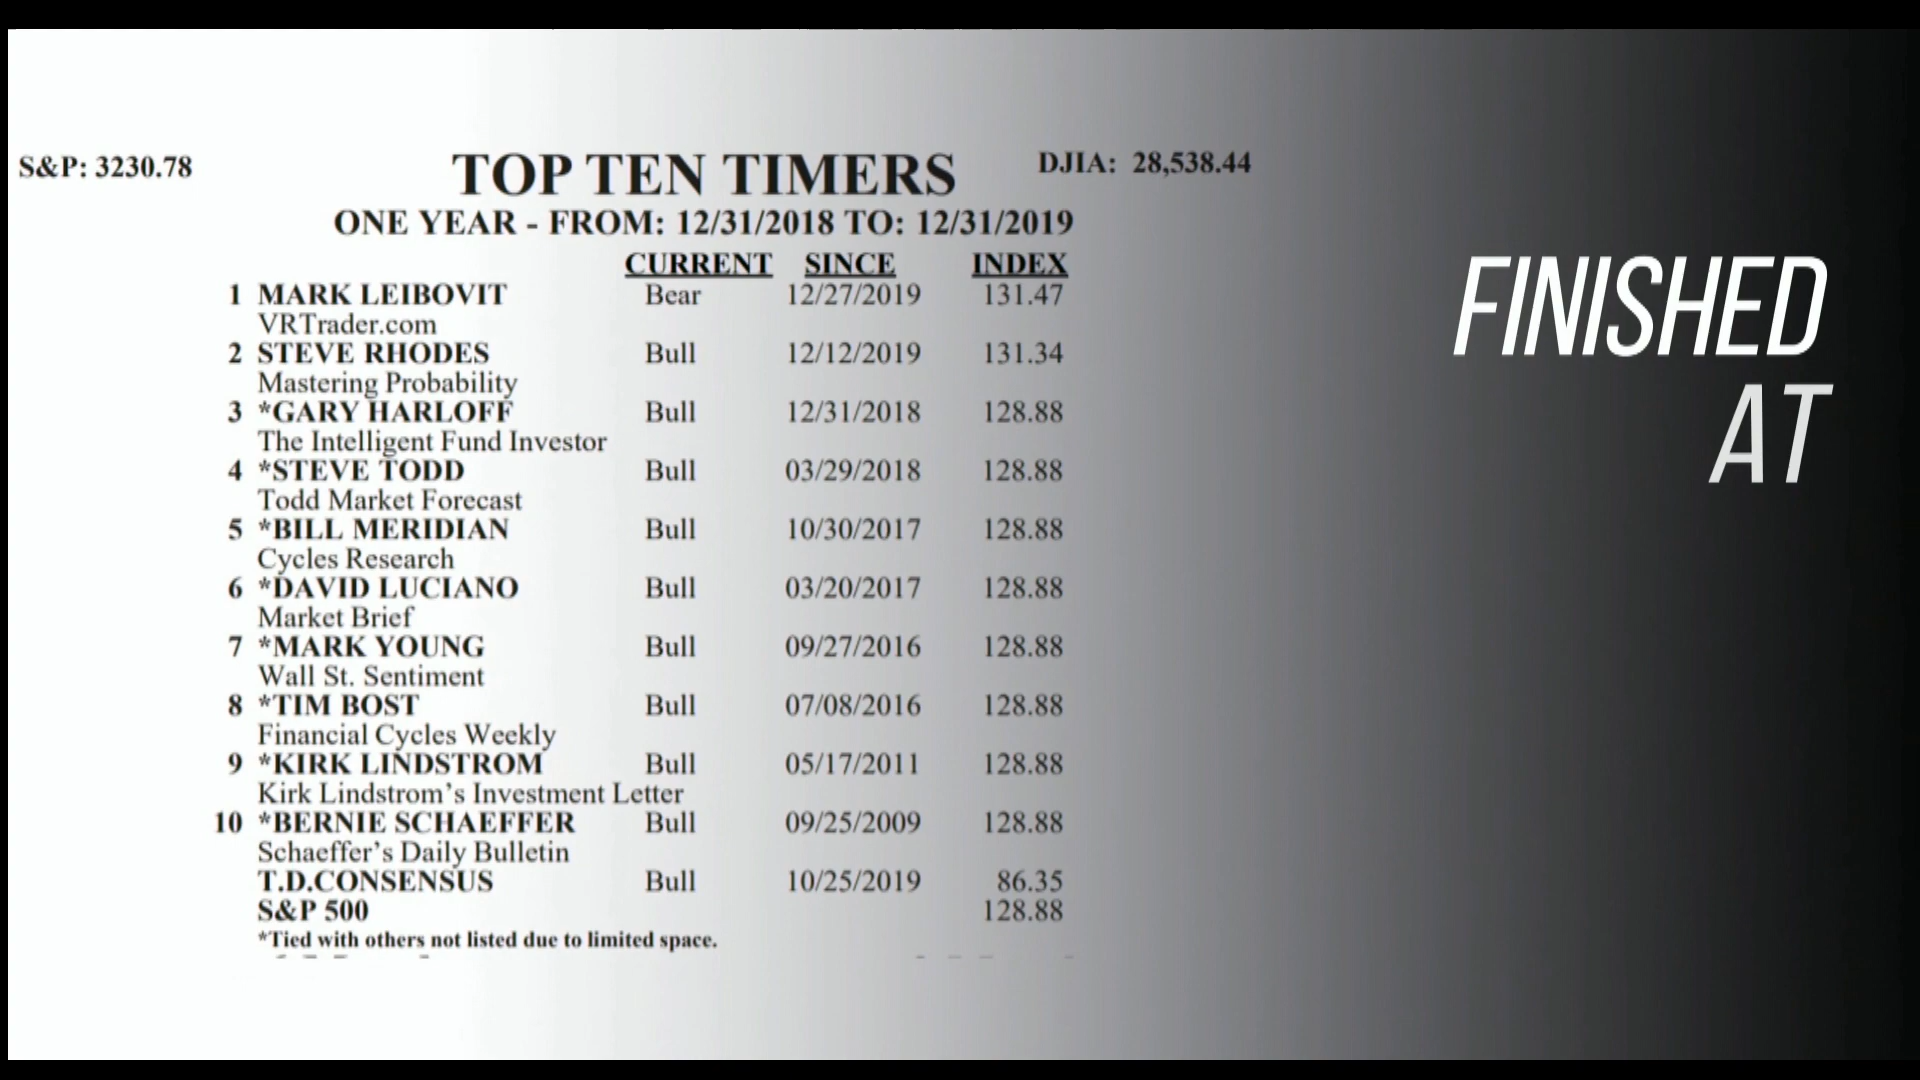 S&P: 3230.78 TOP TEN TIMERS DJIA: 28,538.44
ONE YEAR - FROM: 12/31/2018 TO: 12/31/2019
CURRENT SINCE INDEX
1 MARK LEIBOVIT Bear 12/27/2019 131.47
VRTrader.com
2 STEVE RHODES Bull 12/12/2019 131.34
Mastering Probability
3 *GARY HARLOFF Bull 12/31/2018 128.88
The Intelligent Fund Investor
4 *STEVE TODD Bull 03/29/2018 128.88
Todd Market Forecast
5 *BILL MERIDIAN Bull 10/30/2017 128.88
Cycles Research
6 *DAVID LUCIANO Bull 03/20/2017 128.88
Market Brief
7 *MARK YOUNG Bull 09/27/2016 128.88
Wall St. Sentiment
8 *TIM BOST Bull 07/08/2016 128.88
Financial Cycles Weekly
9 *KIRK LINDSTROM Bull 05/17/2011 128.88
Kirk Lindstrom's Investment Letter
10 *BERNIE SCHAEFFER Bull 09/25/2009 128.88
Schaeffer's Daily Bulletin
T.D.CONSENSUS Bull 10/25/2019 86.35
S&P 500 128.88
*Tied with others not listed due to limited space.
FINISHED
AT